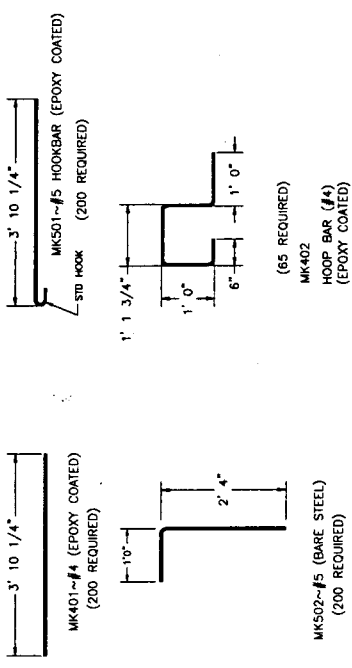 3' 10 1/4"
MK401~#4 (EPOXY COATED)
(200 REQUIRED)
3' 10 1/4"
STD HOOK
MK501~#5 HOOKBAR (EPOXY COATED)
(200 REQUIRED)
1'0"
2' 4"
MK502~#5 (BARE STEEL)
(200 REQUIRED)
1' 1 3/4"
1' 0"
6"
1' 0"
(65 REQUIRED)
MK402
HOOP BAR (#4)
(EPOXY COATED)